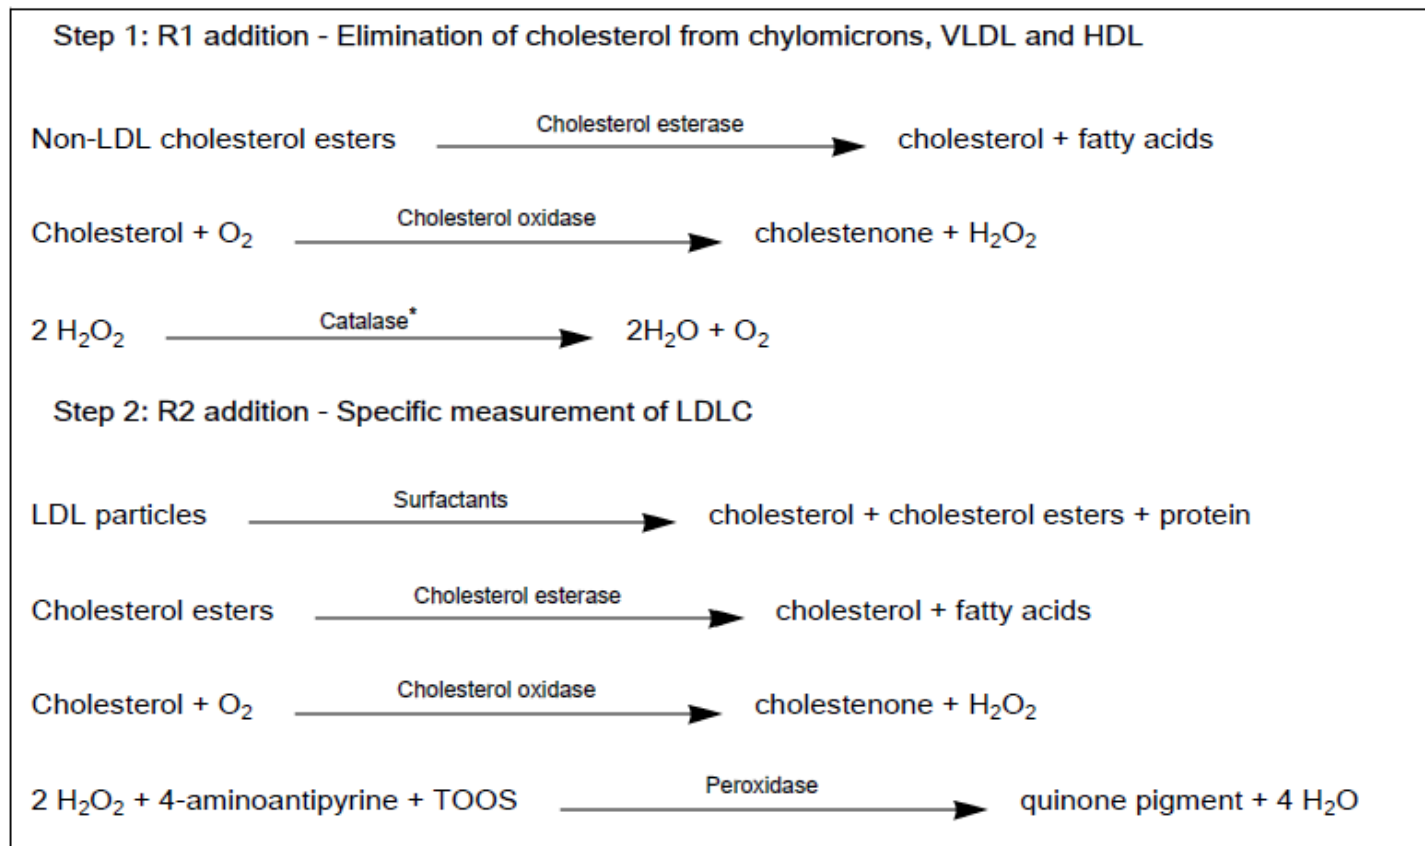 Step 1: R1 addition - Elimination of cholesterol from chylomicrons, VLDL and HDL
Cholesterol esterase
Non-LDL cholesterol esters cholesterol + fatty acids
Cholesterol oxidase
Cholesterol + O₂ cholestenone + H₂O₂
Catalase*
2 H₂O₂ 2H₂O + O₂
Step 2: R2 addition - Specific measurement of LDLC
Surfactants
LDL particles cholesterol + cholesterol esters + protein
Cholesterol esterase
Cholesterol esters cholesterol + fatty acids
Cholesterol oxidase
Cholesterol + O₂ cholestenone + H₂O₂
Peroxidase
2 H₂O₂ + 4-aminoantipyrine + TOOS quinone pigment + 4 H₂O